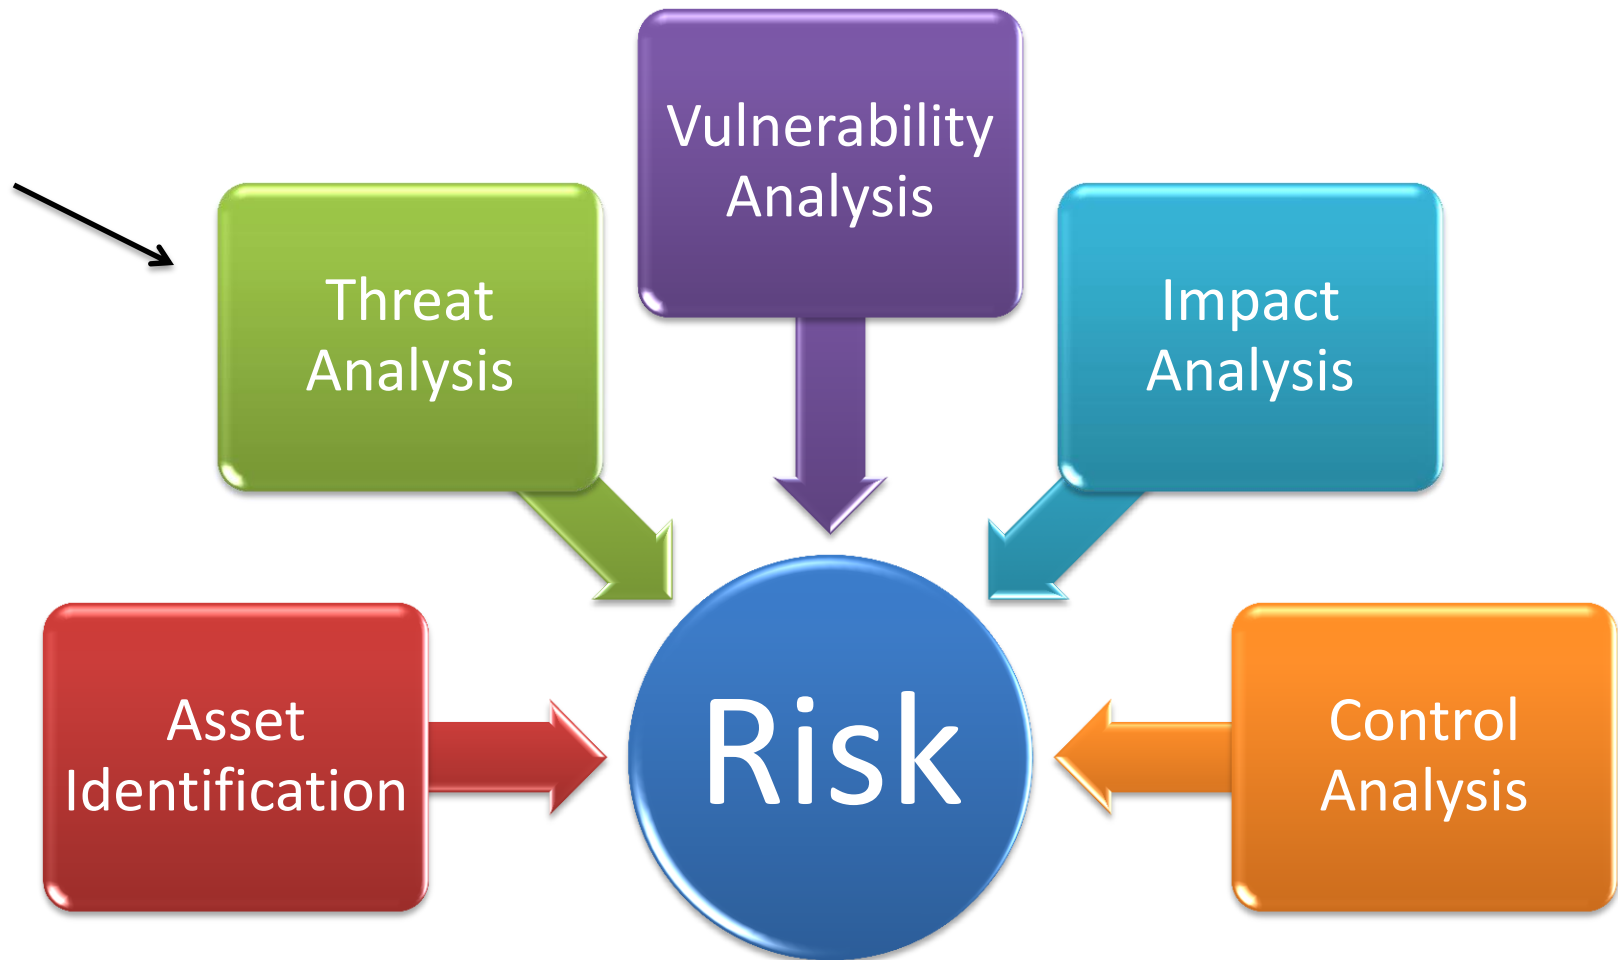 Vulnerability
Analysis
Threat
Analysis
Impact
Analysis
Asset
Identification
Risk
Control
Analysis